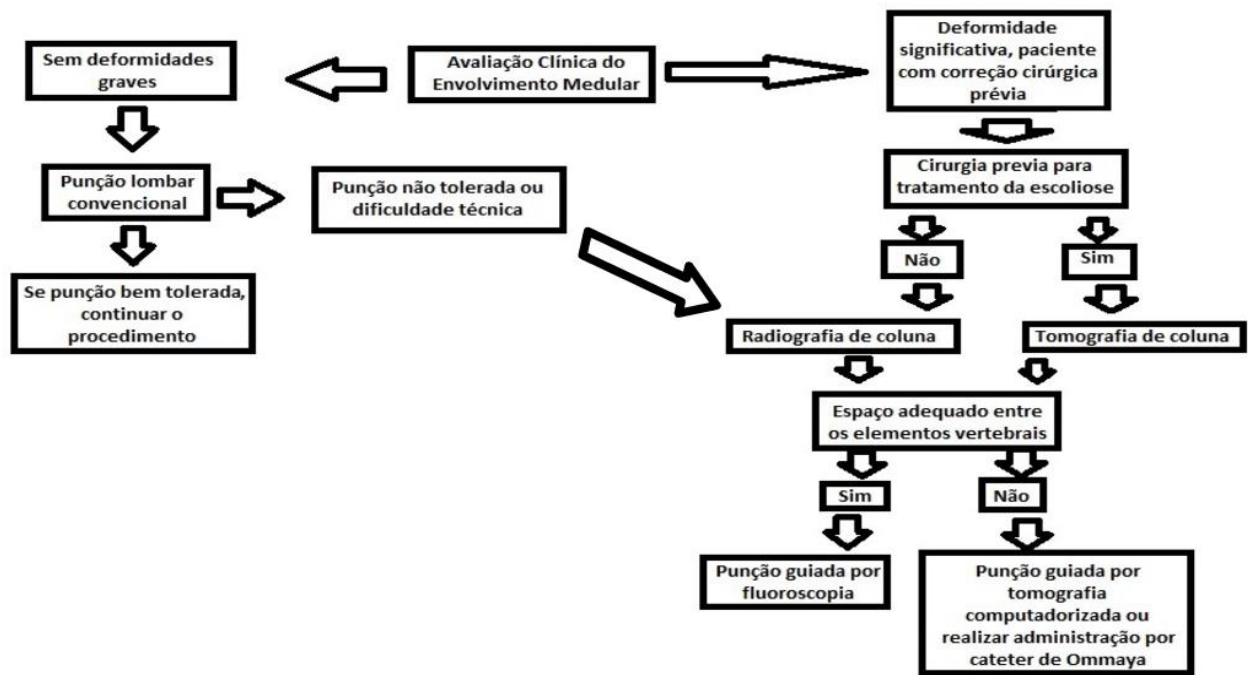 Sem deformidades
graves
Avaliação Clínica do
Envolvimento Medular
Deformidade
significativa, paciente
com correção cirúrgica
prévia
Punção lombar
convencional
Punção não tolerada ou
dificuldade técnica
Cirurgia previa para
tratamento da escoliose
Não
Sim
Se punção bem tolerada,
continuar o
procedimento
Radiografia de coluna
Tomografia de coluna
Espaço adequado entre
os elementos vertebrais
Sim
Não
Punção guiada por
fluoroscopia
Punção guiada por
tomografia
computadorizada ou
realizar administração por
cateter de Ommaya